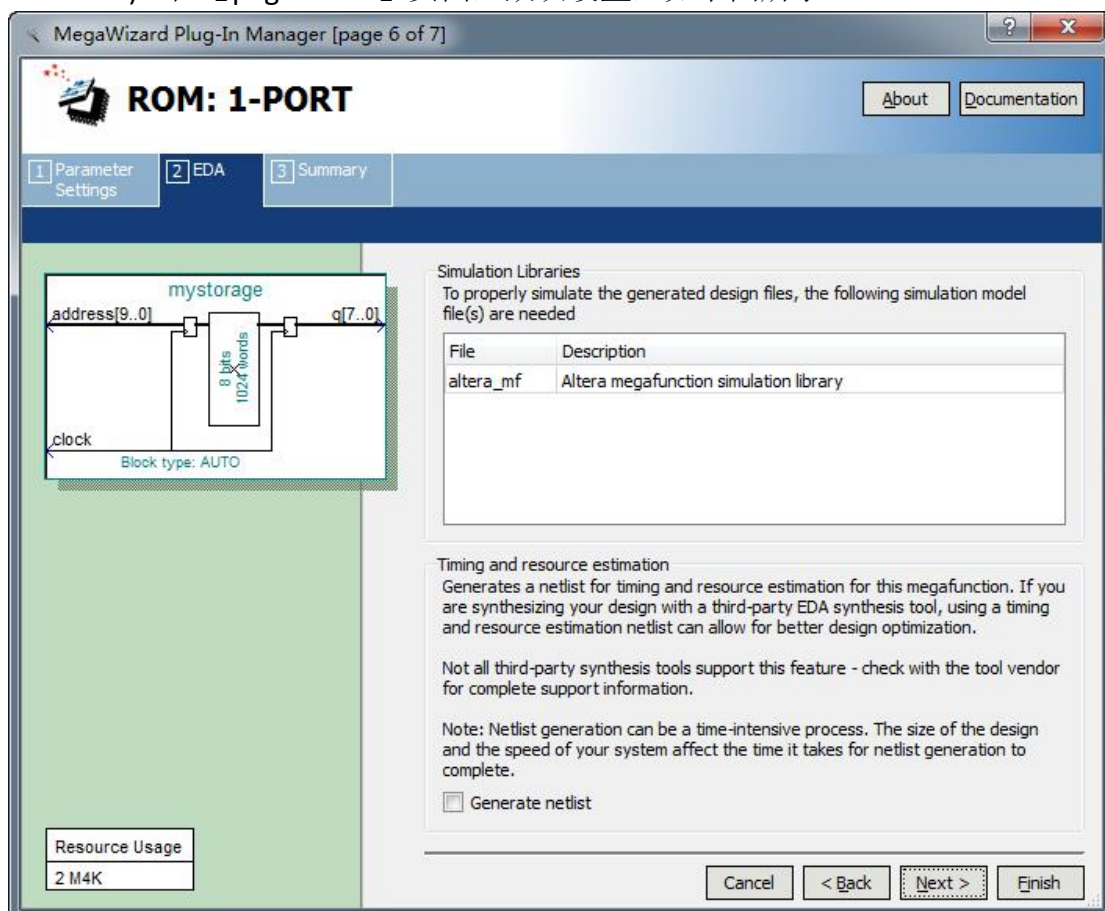 MegaWizard Plug-In Manager [page 6 of 7]
ROM: 1-PORT
About
Documentation
1 Parameter Settings
2 EDA
3 Summary
mystorage
address[9..0]
q[7..0]
8 bits
1024 words
clock
Block type: AUTO
Simulation Libraries
To properly simulate the generated design files, the following simulation model
file(s) are needed
File Description
altera_mf Altera megafunction simulation library
Timing and resource estimation
Generates a netlist for timing and resource estimation for this megafunction. If you
are synthesizing your design with a third-party EDA synthesis tool, using a timing
and resource estimation netlist can allow for better design optimization.
Not all third-party synthesis tools support this feature - check with the tool vendor
for complete support information.
Note: Netlist generation can be a time-intensive process. The size of the design
and the speed of your system affect the time it takes for netlist generation to
complete.
Generate netlist
Resource Usage
2 M4K
Cancel
< Back
Next >
Finish